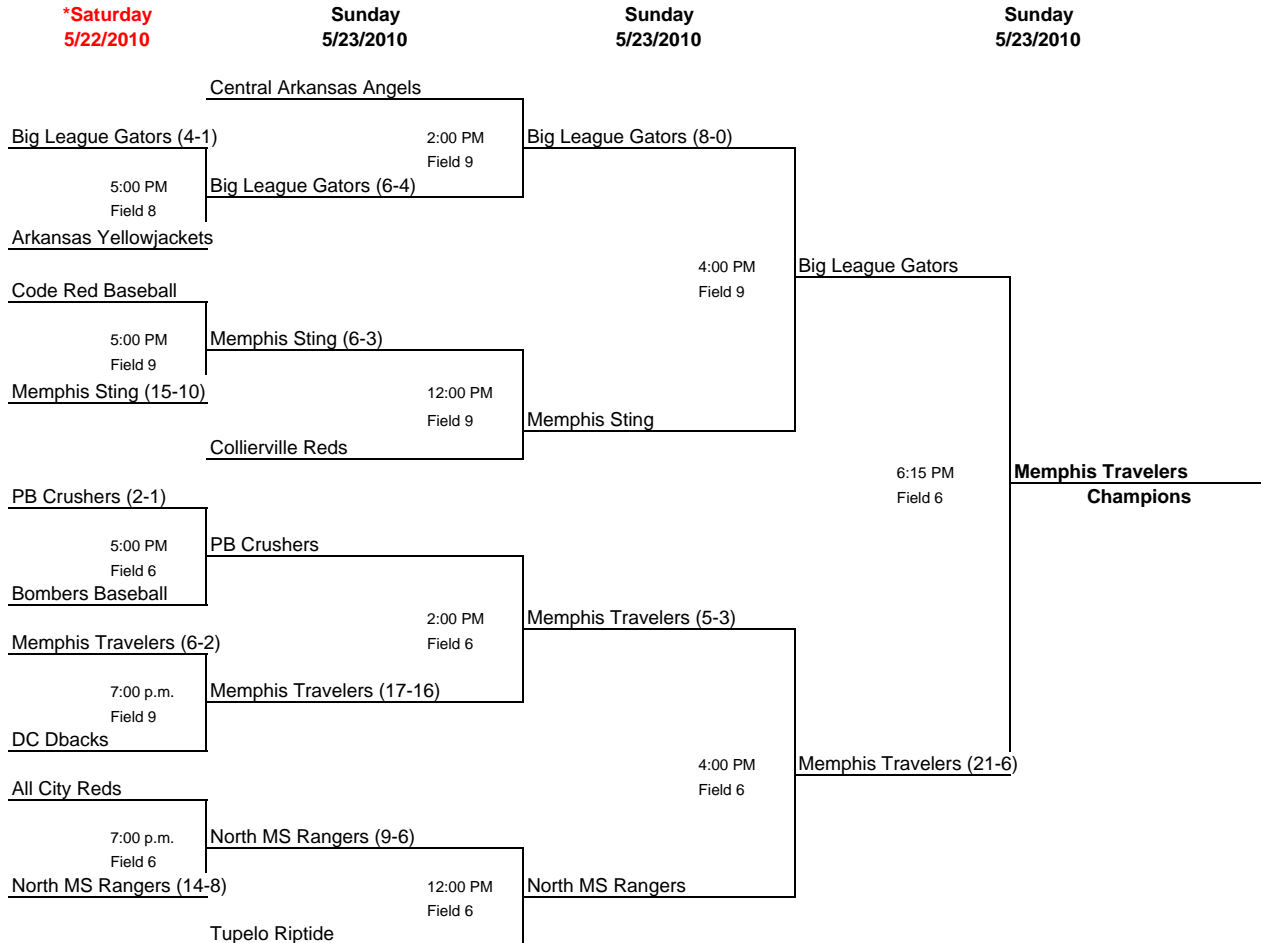 *Saturday Sunday Sunday Sunday
5/22/2010 5/23/2010 5/23/2010 5/23/2010
Central Arkansas Angels
Big League Gators (4-1) 2:00 PM Big League Gators (8-0)
Field 9
5:00 PM Big League Gators (6-4)
Field 8
Arkansas Yellowjackets
4:00 PM Big League Gators
Code Red Baseball Field 9
5:00 PM Memphis Sting (6-3)
Field 9
Memphis Sting (15-10) 12:00 PM
Field 9 Memphis Sting
Collierville Reds
6:15 PM Memphis Travelers
PB Crushers (2-1) Field 6 Champions
5:00 PM PB Crushers
Field 6
Bombers Baseball
2:00 PM Memphis Travelers (5-3)
Memphis Travelers (6-2) Field 6
7:00 p.m. Memphis Travelers (17-16)
Field 9
DC Dbacks
4:00 PM Memphis Travelers (21-6)
All City Reds Field 6
7:00 p.m. North MS Rangers (9-6)
Field 6
North MS Rangers (14-8) 12:00 PM North MS Rangers
Field 6
Tupelo Riptide